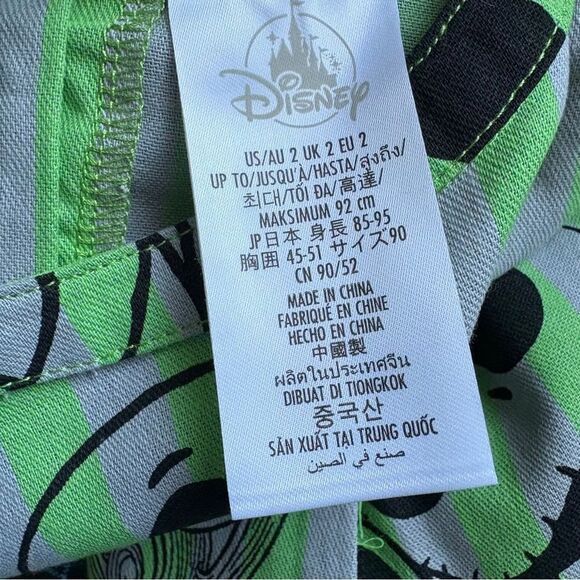 Disney
US/AU 2 UK 2 EU 2
UP TO/JUSQU'À/HASTA/สูงถึง/
최대/TỐI ĐA/高達/
MAKSIMUM 92 cm
JP日本 身長 85-95
胸囲 45-51 サイズ90
CN 90/52
MADE IN CHINA
FABRIQUÉ EN CHINE
HECHO EN CHINA
中國製
ผลิตในประเทศจีน
DIBUAT DI TIONGKOK
중국산
SẢN XUẤT TẠI TRUNG QUỐC
صنع في الصين